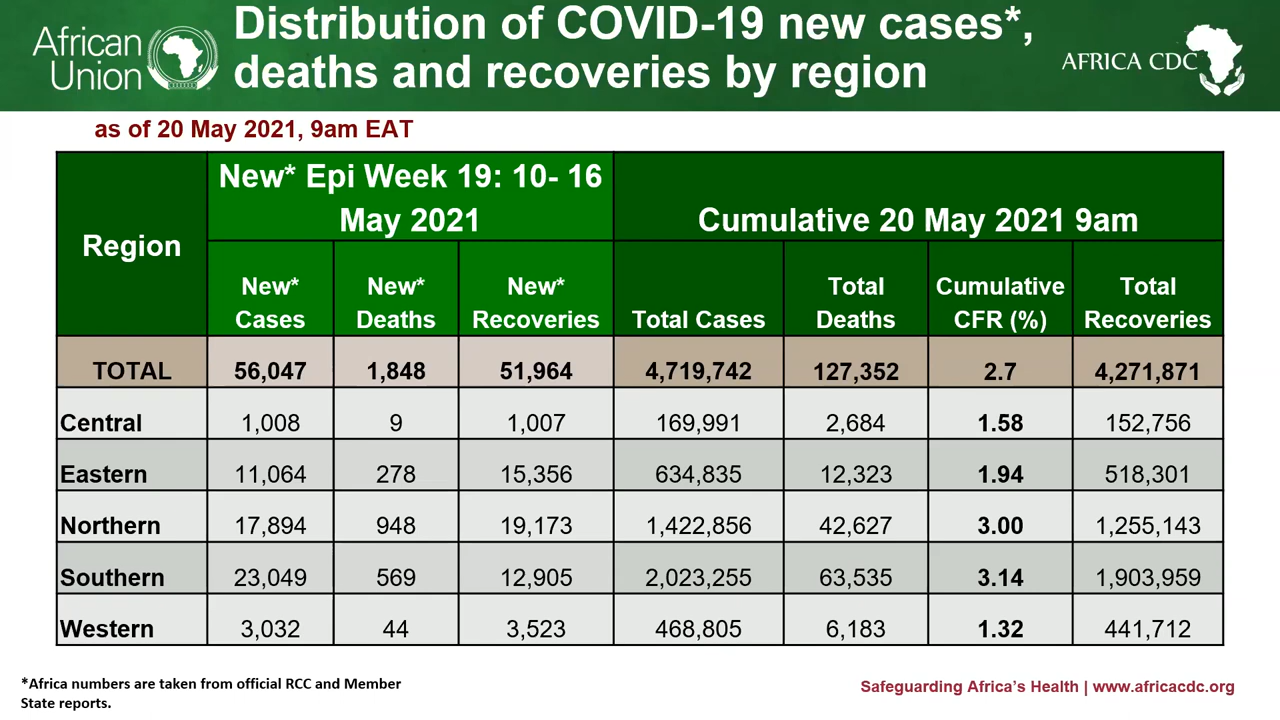 African
Union
Distribution of COVID-19 new cases*,
deaths and recoveries by region
AFRICA CDC
as of 20 May 2021, 9am EAT
Region
New* Epi Week 19: 10- 16
May 2021
Cumulative 20 May 2021 9am
New*
Cases
New*
Deaths
New*
Recoveries
Total Cases
Total
Deaths
Cumulative
CFR (%)
Total
Recoveries
TOTAL 56,047 1,848 51,964 4,719,742 127,352 2.7 4,271,871
Central 1,008 9 1,007 169,991 2,684 1.58 152,756
Eastern 11,064 278 15,356 634,835 12,323 1.94 518,301
Northern 17,894 948 19,173 1,422,856 42,627 3.00 1,255,143
Southern 23,049 569 12,905 2,023,255 63,535 3.14 1,903,959
Western 3,032 44 3,523 468,805 6,183 1.32 441,712
*Africa numbers are taken from official RCC and Member
State reports.
Safeguarding Africa's Health | www.africacdc.org